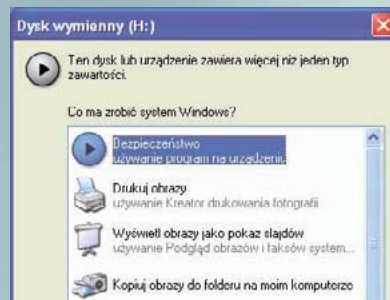 Dysk wymienny (H:)
Ten dysk lub urządzenie zawiera więcej niż jeden typ
zawartości.
Co ma zrobić system Windows?
Bezpieczeństwo
używanie program na urządzeniu
Drukuj obrazy
używanie Kreator drukowania fotografii
Wyświetl obrazy jako pokaz slajdów
używanie Podgląd obrazów i faksów system...
Kopiuj obrazy do folderu na moim komputerze